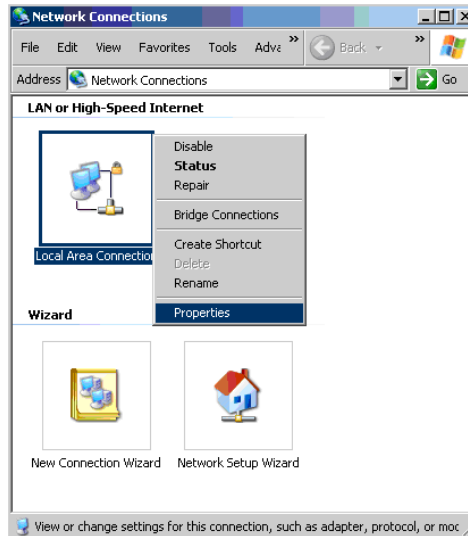 Network Connections
File Edit View Favorites Tools Adva » Back »
Address Network Connections Go
LAN or High-Speed Internet
Local Area Connection
Disable
Status
Repair
Bridge Connections
Create Shortcut
Delete
Rename
Properties
Wizard
New Connection Wizard Network Setup Wizard
View or change settings for this connection, such as adapter, protocol, or moc